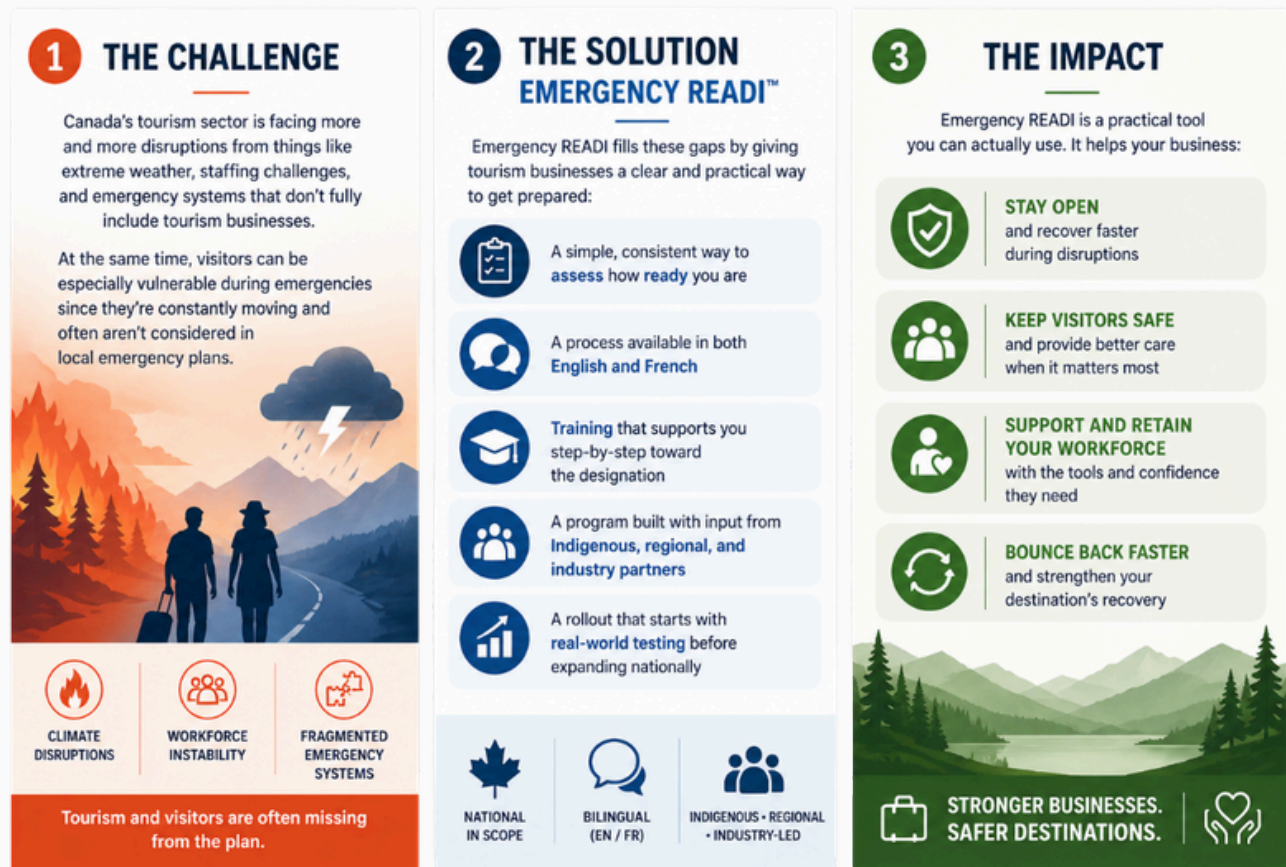 1 THE CHALLENGE
Canada's tourism sector is facing more
and more disruptions from things like
extreme weather, staffing challenges,
and emergency systems that don't fully
include tourism businesses.
At the same time, visitors can be
especially vulnerable during emergencies
since they're constantly moving and
often aren't considered in
local emergency plans.
CLIMATE
DISRUPTIONS
WORKFORCE
INSTABILITY
FRAGMENTED
EMERGENCY
SYSTEMS
Tourism and visitors are often missing
from the plan.
2 THE SOLUTION
EMERGENCY READI™
Emergency READI fills these gaps by giving
tourism businesses a clear and practical way
to get prepared:
A simple, consistent way to
assess how ready you are
A process available in both
English and French
Training that supports you
step-by-step toward
the designation
A program built with input from
Indigenous, regional, and
industry partners
A rollout that starts with
real-world testing before
expanding nationally
NATIONAL
IN SCOPE
BILINGUAL
(EN / FR)
INDIGENOUS • REGIONAL
• INDUSTRY-LED
3 THE IMPACT
Emergency READI is a practical tool
you can actually use. It helps your business:
STAY OPEN
and recover faster
during disruptions
KEEP VISITORS SAFE
and provide better care
when it matters most
SUPPORT AND RETAIN
YOUR WORKFORCE
with the tools and confidence
they need
BOUNCE BACK FASTER
and strengthen your
destination's recovery
STRONGER BUSINESSES.
SAFER DESTINATIONS.